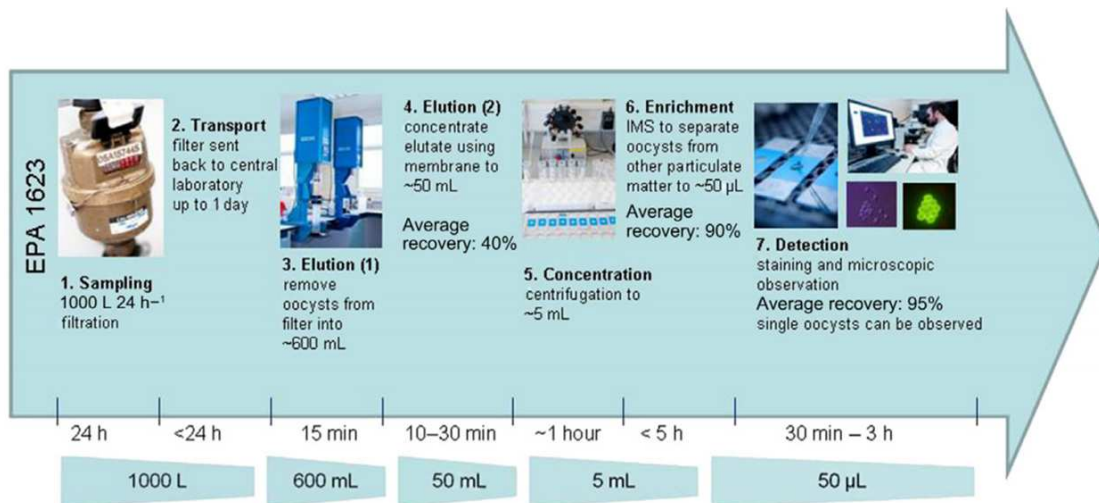 EPA 1623
1. Sampling
1000 L 24 h–¹
filtration
2. Transport
filter sent
back to central
laboratory
up to 1 day
3. Elution (1)
remove
oocysts from
filter into
~600 mL
4. Elution (2)
concentrate
elutate using
membrane to
~50 mL
Average
recovery: 40%
5. Concentration
centrifugation to
~5 mL
6. Enrichment
IMS to separate
oocysts from
other particulate
matter to ~50 µL
Average
recovery: 90%
7. Detection
staining and microscopic
observation
Average recovery: 95%
single oocysts can be observed
24 h
<24 h
15 min
10–30 min
~1 hour
< 5 h
30 min – 3 h
1000 L
600 mL
50 mL
5 mL
50 µL